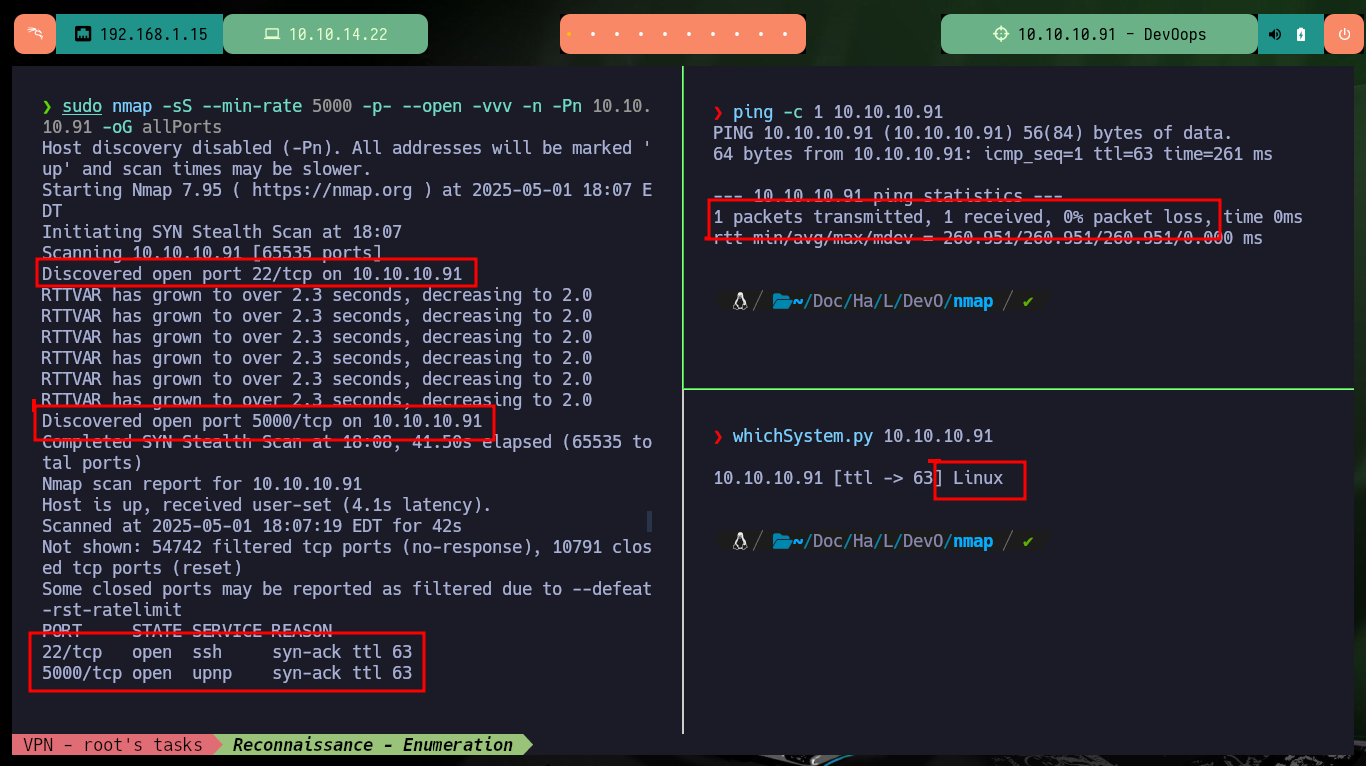 192.168.1.15
10.10.14.22
10.10.10.91 - DevOops
❯ sudo nmap -sS --min-rate 5000 -p- --open -vvv -n -Pn 10.10.
10.91 -oG allPorts
Host discovery disabled (-Pn). All addresses will be marked '
up' and scan times may be slower.
Starting Nmap 7.95 ( https://nmap.org ) at 2025-05-01 18:07 E
DT
Initiating SYN Stealth Scan at 18:07
Scanning 10.10.10.91 [65535 ports]
Discovered open port 22/tcp on 10.10.10.91
RTTVAR has grown to over 2.3 seconds, decreasing to 2.0
RTTVAR has grown to over 2.3 seconds, decreasing to 2.0
RTTVAR has grown to over 2.3 seconds, decreasing to 2.0
RTTVAR has grown to over 2.3 seconds, decreasing to 2.0
RTTVAR has grown to over 2.3 seconds, decreasing to 2.0
RTTVAR has grown to over 2.3 seconds, decreasing to 2.0
Discovered open port 5000/tcp on 10.10.10.91
Completed SYN Stealth Scan at 18:08, 41.50s elapsed (65535 to
tal ports)
Nmap scan report for 10.10.10.91
Host is up, received user-set (4.1s latency).
Scanned at 2025-05-01 18:07:19 EDT for 42s
Not shown: 54742 filtered tcp ports (no-response), 10791 clos
ed tcp ports (reset)
Some closed ports may be reported as filtered due to --defeat
-rst-ratelimit
PORT     STATE SERVICE REASON
22/tcp   open  ssh     syn-ack ttl 63
5000/tcp open  upnp    syn-ack ttl 63
❯ ping -c 1 10.10.10.91
PING 10.10.10.91 (10.10.10.91) 56(84) bytes of data.
64 bytes from 10.10.10.91: icmp_seq=1 ttl=63 time=261 ms
--- 10.10.10.91 ping statistics ---
1 packets transmitted, 1 received, 0% packet loss, time 0ms
rtt min/avg/max/mdev = 260.951/260.951/260.951/0.000 ms
/ ~/Doc/Ha/L/DevO/nmap / ✔
❯ whichSystem.py 10.10.10.91
10.10.10.91 [ttl -> 63] Linux
/ ~/Doc/Ha/L/DevO/nmap / ✔
VPN - root's tasks
Reconnaissance - Enumeration